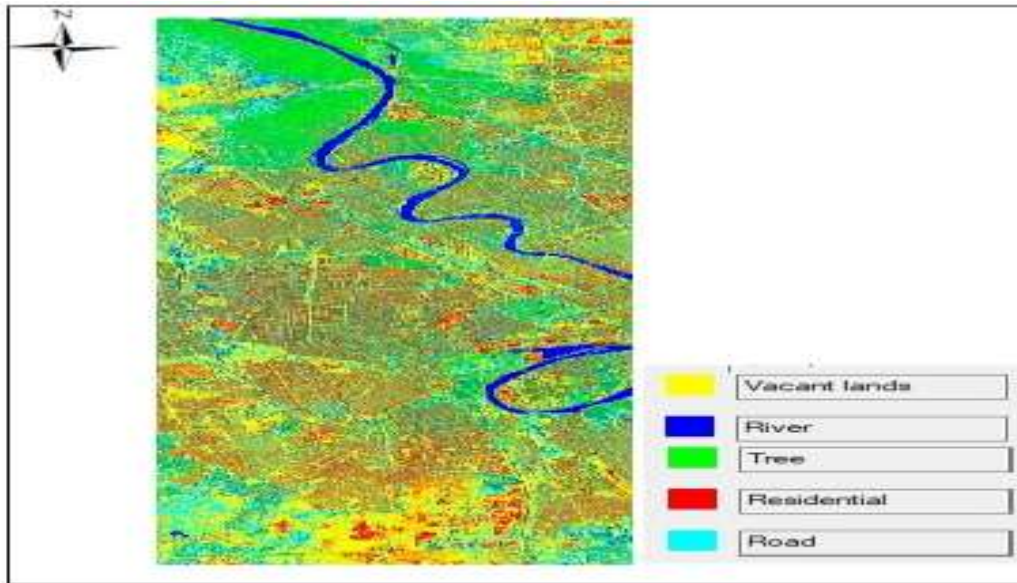 Z
Vacant lands
River
Tree
Residential
Road